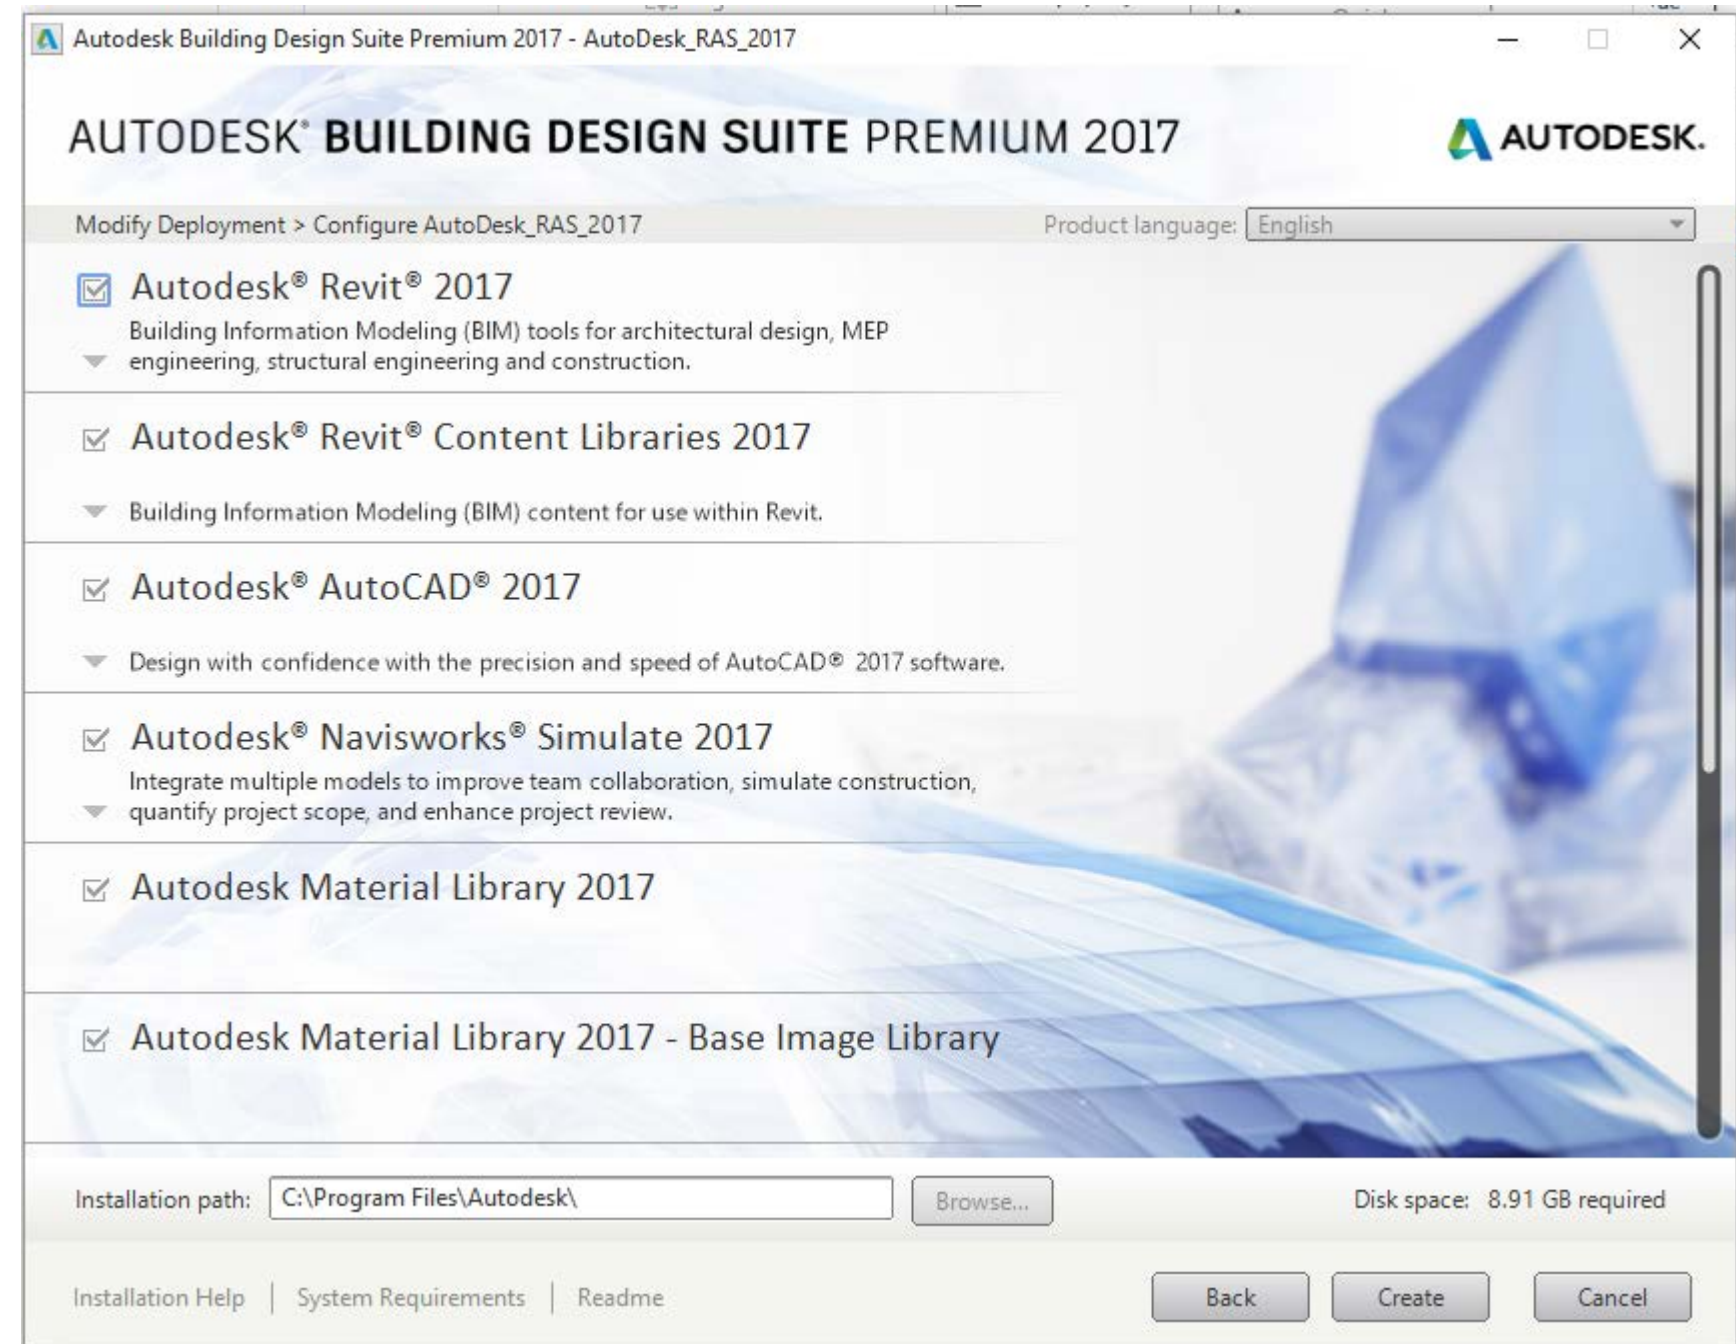 Autodesk Building Design Suite Premium 2017 - AutoDesk_RAS_2017
AUTODESK® BUILDING DESIGN SUITE PREMIUM 2017
AUTODESK.
Modify Deployment > Configure AutoDesk_RAS_2017
Product language: English
Autodesk® Revit® 2017
Building Information Modeling (BIM) tools for architectural design, MEP
engineering, structural engineering and construction.
Autodesk® Revit® Content Libraries 2017
Building Information Modeling (BIM) content for use within Revit.
Autodesk® AutoCAD® 2017
Design with confidence with the precision and speed of AutoCAD® 2017 software.
Autodesk® Navisworks® Simulate 2017
Integrate multiple models to improve team collaboration, simulate construction,
quantify project scope, and enhance project review.
Autodesk Material Library 2017
Autodesk Material Library 2017 - Base Image Library
Installation path: C:\Program Files\Autodesk\ Browse... Disk space: 8.91 GB required
Installation Help | System Requirements | Readme
Back Create Cancel